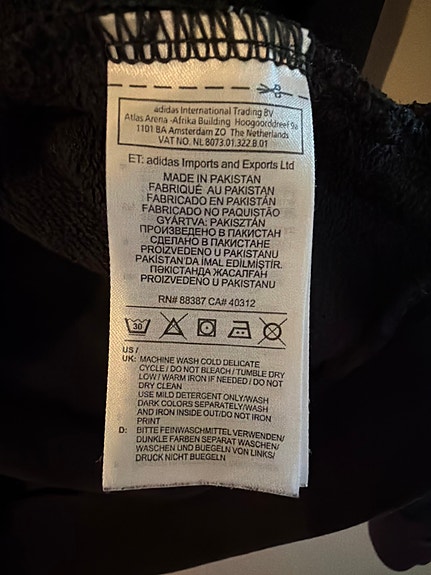 adidas International Trading BV
Atlas Arena -Afrika Building Hoogoorddreef 9a
1101 BA Amsterdam ZO The Netherlands
VAT NO. NL 8073.01.322.B.01
ET: adidas Imports and Exports Ltd
MADE IN PAKISTAN
FABRIQUÉ AU PAKISTAN
FABRICADO EN PAKISTÁN
FABRICADO NO PAQUISTÃO
GYÁRTVA: PAKISZTÁN
ПРОИЗВЕДЕНО В ПАКИСТАН
СДЕЛАНО В ПАКИСТАНЕ
PROIZVEDENO U PAKISTANU
PAKİSTAN'DA İMAL EDİLMİŞTİR.
ПӘКІСТАНДА ЖАСАЛҒАН
PROIZVEDENO U PAKISTANU
RN# 88387 CA# 40312
30
US /
UK: MACHINE WASH COLD DELICATE
CYCLE / DO NOT BLEACH / TUMBLE DRY
LOW / WARM IRON IF NEEDED / DO NOT
DRY CLEAN
USE MILD DETERGENT ONLY/WASH
DARK COLORS SEPARATELY/WASH
AND IRON INSIDE OUT/DO NOT IRON
PRINT
D: BITTE FEINWASCHMITTEL VERWENDEN/
DUNKLE FARBEN SEPARAT WASCHEN/
WASCHEN UND BUEGELN VON LINKS/
DRUCK NICHT BUEGELN